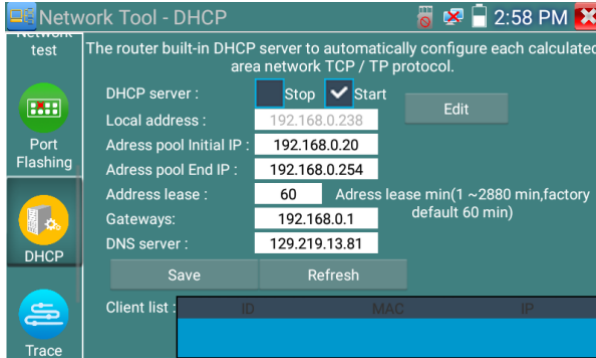 Network Tool - DHCP
2:58 PM
Network
test
Port
Flashing
DHCP
Trace
The router built-in DHCP server to automatically configure each calculated
area network TCP / TP protocol.
DHCP server :
Stop
Start
Edit
Local address :
192.168.0.238
Adress pool Initial IP :
192.168.0.20
Adress pool End IP :
192.168.0.254
Address lease :
60
Adress lease min(1 ~2880 min,factory
default 60 min)
Gateways:
192.168.0.1
DNS server :
129.219.13.81
Save
Refresh
Client list :
ID
MAC
IP